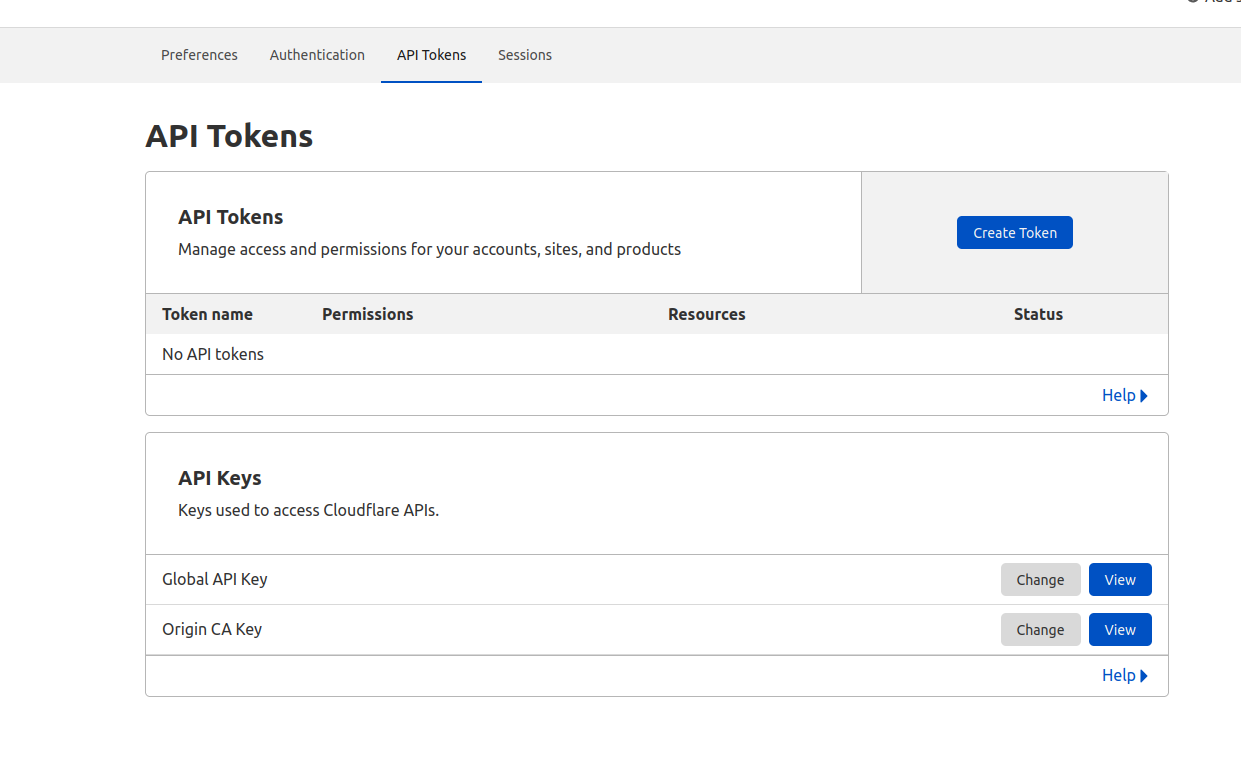 Preferences Authentication API Tokens Sessions
API Tokens
API Tokens
Manage access and permissions for your accounts, sites, and products
Create Token
Token name Permissions Resources Status
No API tokens
Help
API Keys
Keys used to access Cloudflare APIs.
Global API Key Change View
Origin CA Key Change View
Help